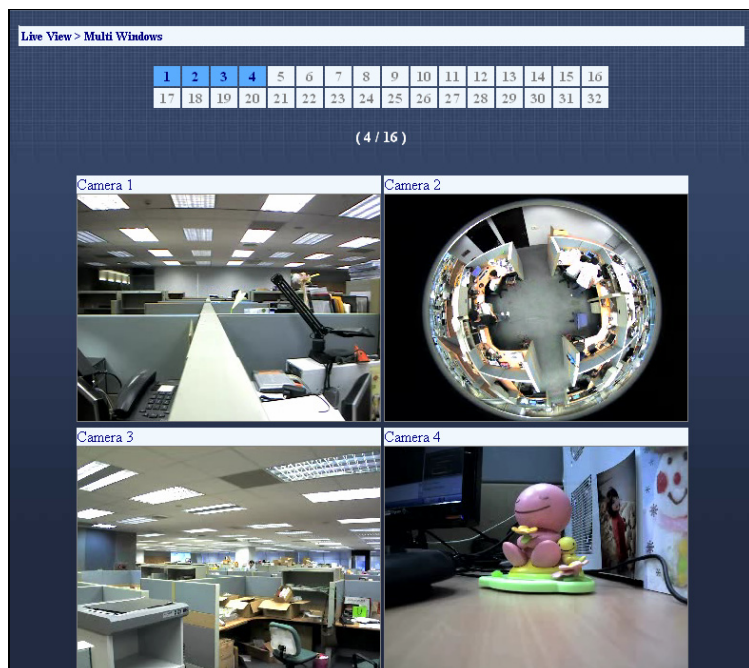 Live View > Multi Windows
1 2 3 4 5 6 7 8 9 10 11 12 13 14 15 16
17 18 19 20 21 22 23 24 25 26 27 28 29 30 31 32
( 4 / 16 )
Camera 1
Camera 2
Camera 3
Camera 4